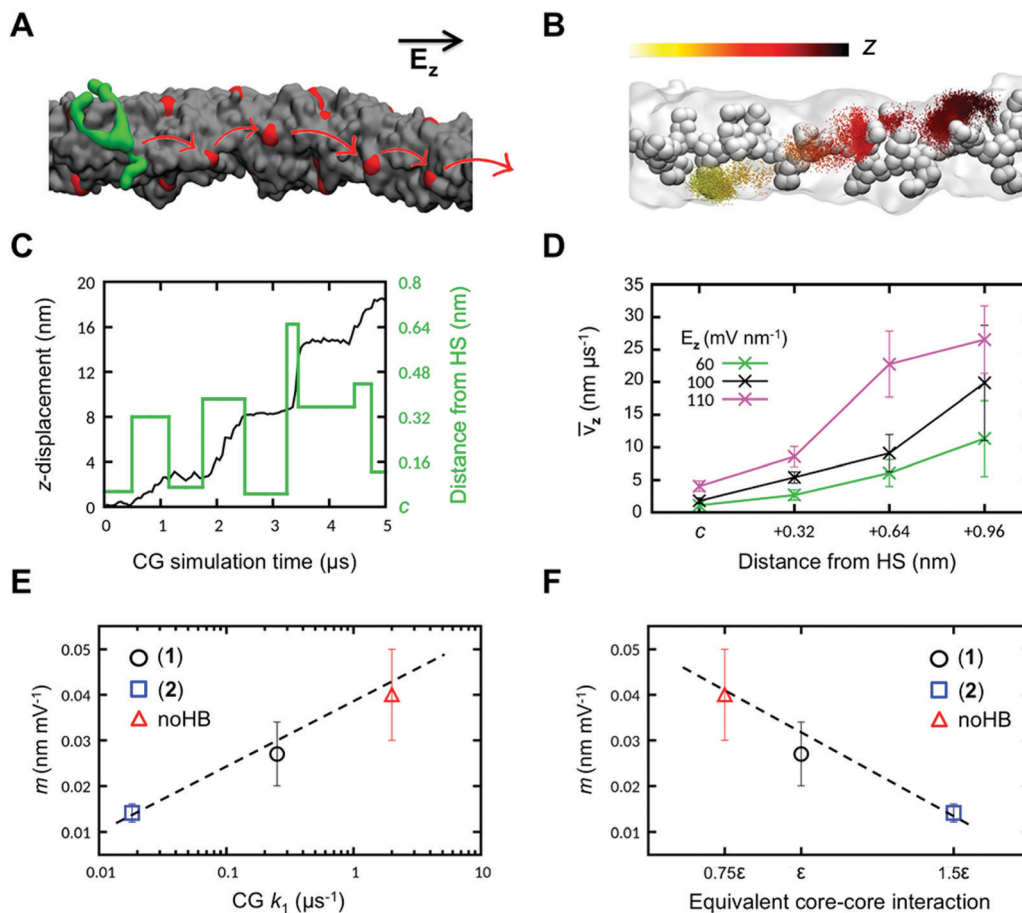 A
E_z
B
z
C
z-displacement (nm)
20
16
12
8
4
0
0.8
0.64
0.48
0.32
0.16
c
Distance from HS (nm)
0 1 2 3 4 5
CG simulation time (μs)
D
v̄_z (nm μs⁻¹)
35
30
25
20
15
10
5
0
E_z (mV nm⁻¹)
60
100
110
c +0.32 +0.64 +0.96
Distance from HS (nm)
E
m (nm mV⁻¹)
0.05
0.04
0.03
0.02
0.01
(1)
(2)
noHB
0.01 0.1 1 10
CG k₁ (μs⁻¹)
F
m (nm mV⁻¹)
0.05
0.04
0.03
0.02
0.01
(1)
(2)
noHB
0.75ε ε 1.5ε
Equivalent core-core interaction